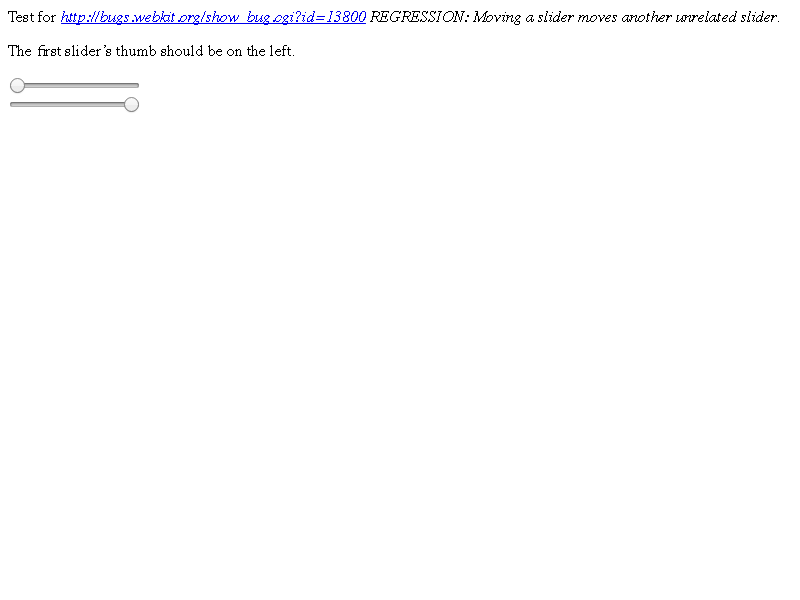 Test for http://bugs.webkit.org/show_bug.cgi?id=13800 REGRESSION: Moving a slider moves another unrelated slider.
The first slider’s thumb should be on the left.